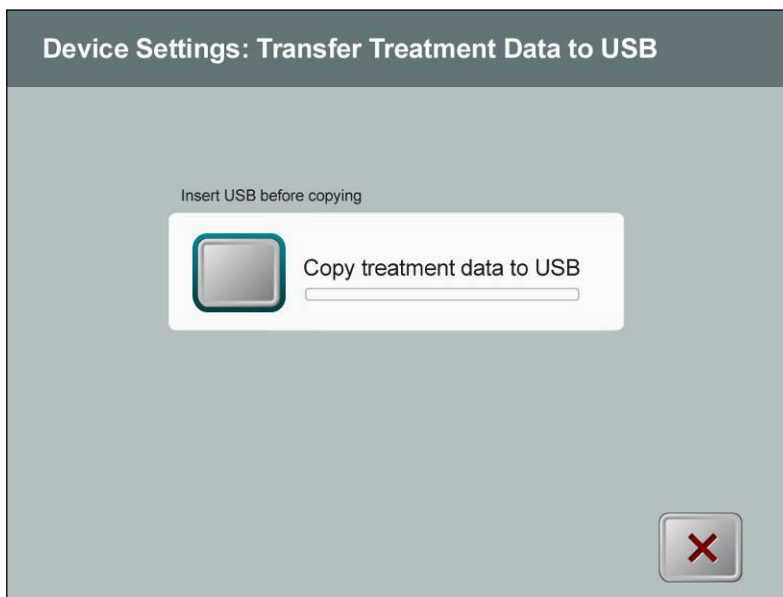 Device Settings: Transfer Treatment Data to USB
Insert USB before copying
Copy treatment data to USB